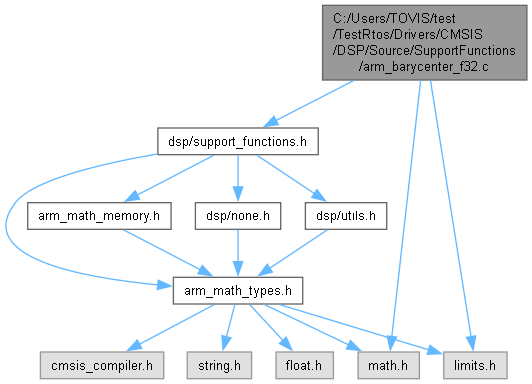 C:/Users/TOVIS/test
/TestRtos/Drivers/CMSIS
/DSP/Source/SupportFunctions
/arm_barycenter_f32.c
dsp/support_functions.h
arm_math_memory.h
dsp/none.h
dsp/utils.h
arm_math_types.h
cmsis_compiler.h
string.h
float.h
math.h
limits.h